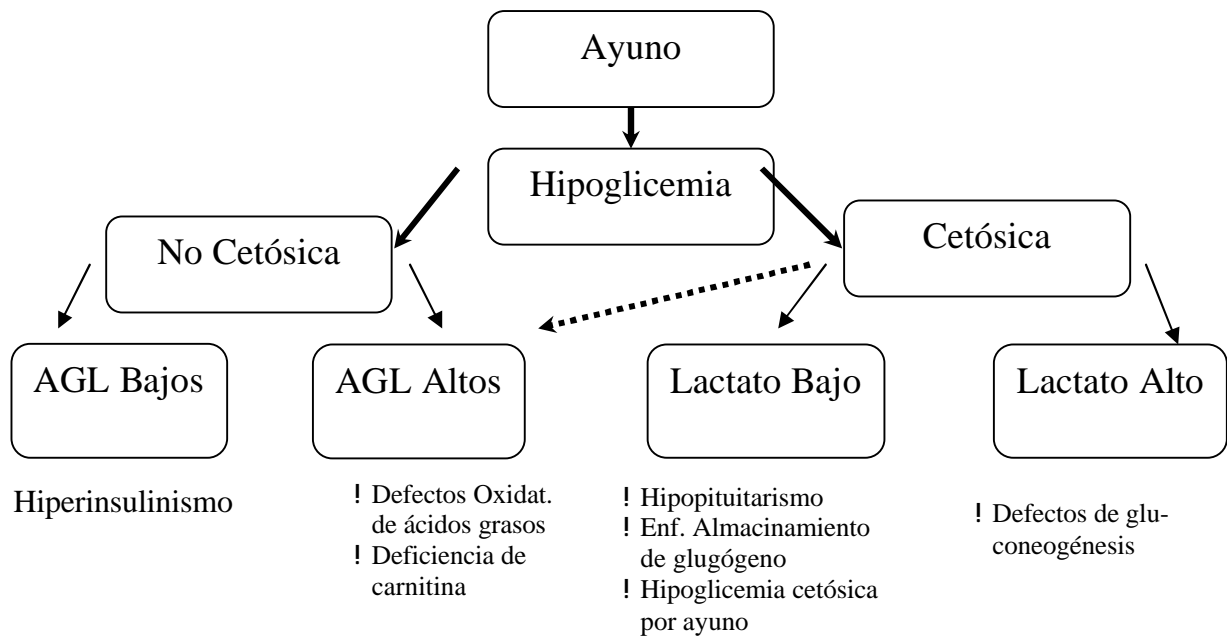 Ayuno
Hipoglicemia
No Cetósica
Cetósica
AGL Bajos
AGL Altos
Lactato Bajo
Lactato Alto
Hiperinsulinismo
! Defectos Oxidat.
de ácidos grasos
! Deficiencia de
carnitina
! Hipopituitarismo
! Enf. Almacinamiento
de glugógeno
! Hipoglicemia cetósica
por ayuno
! Defectos de glu-
coneogénesis